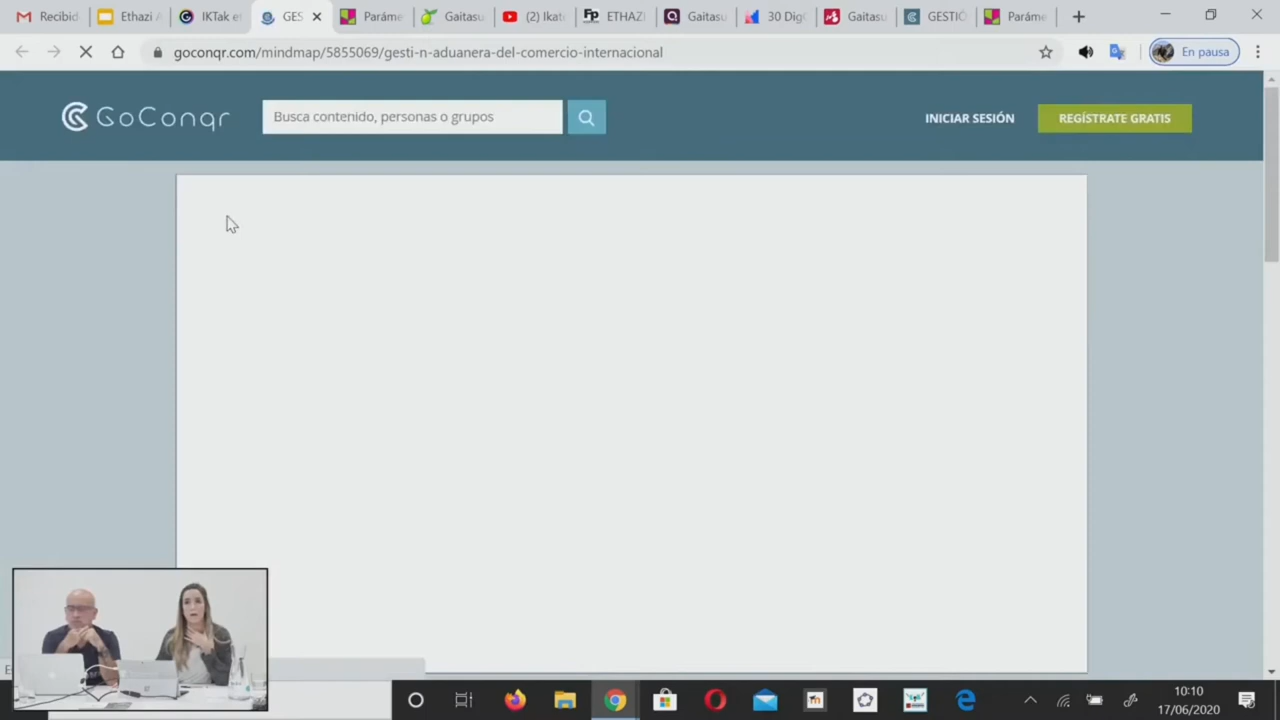 Recibid
Ethazi A
IKTak et
GES
Paráme
Gaitasu
(2) Ikat
ETHAZI
Gaitasu
30 Digi
Gaitasu
GESTIÓ
Paráme
goconqr.com/mindmap/5855069/gesti-n-aduanera-del-comercio-internacional
En pausa
GoConqr
Busca contenido, personas o grupos
INICIAR SESIÓN
REGÍSTRATE GRATIS
10:10
17/06/2020